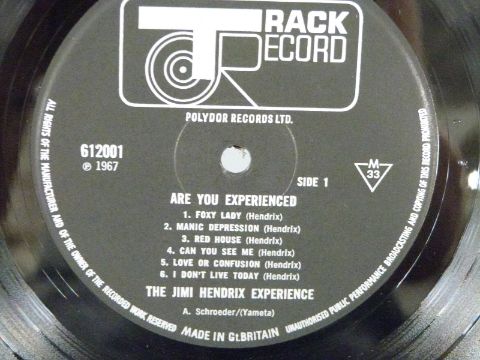 TRACK
RECORD
POLYDOR RECORDS LTD.
612001
℗ 1967
SIDE 1
M
33
ARE YOU EXPERIENCED
1. FOXY LADY (Hendrix)
2. MANIC DEPRESSION (Hendrix)
3. RED HOUSE (Hendrix)
4. CAN YOU SEE ME (Hendrix)
5. LOVE OR CONFUSION (Hendrix)
6. I DON'T LIVE TODAY (Hendrix)
THE JIMI HENDRIX EXPERIENCE
A. Schroeder/(Yameta)
ALL RIGHTS OF THE MANUFACTURER AND OF THE OWNER OF THE RECORDED WORK RESERVED
MADE IN Gt.BRITAIN
UNAUTHORISED PUBLIC PERFORMANCE BROADCASTING AND COPYING OF THIS RECORD PROHIBITED.